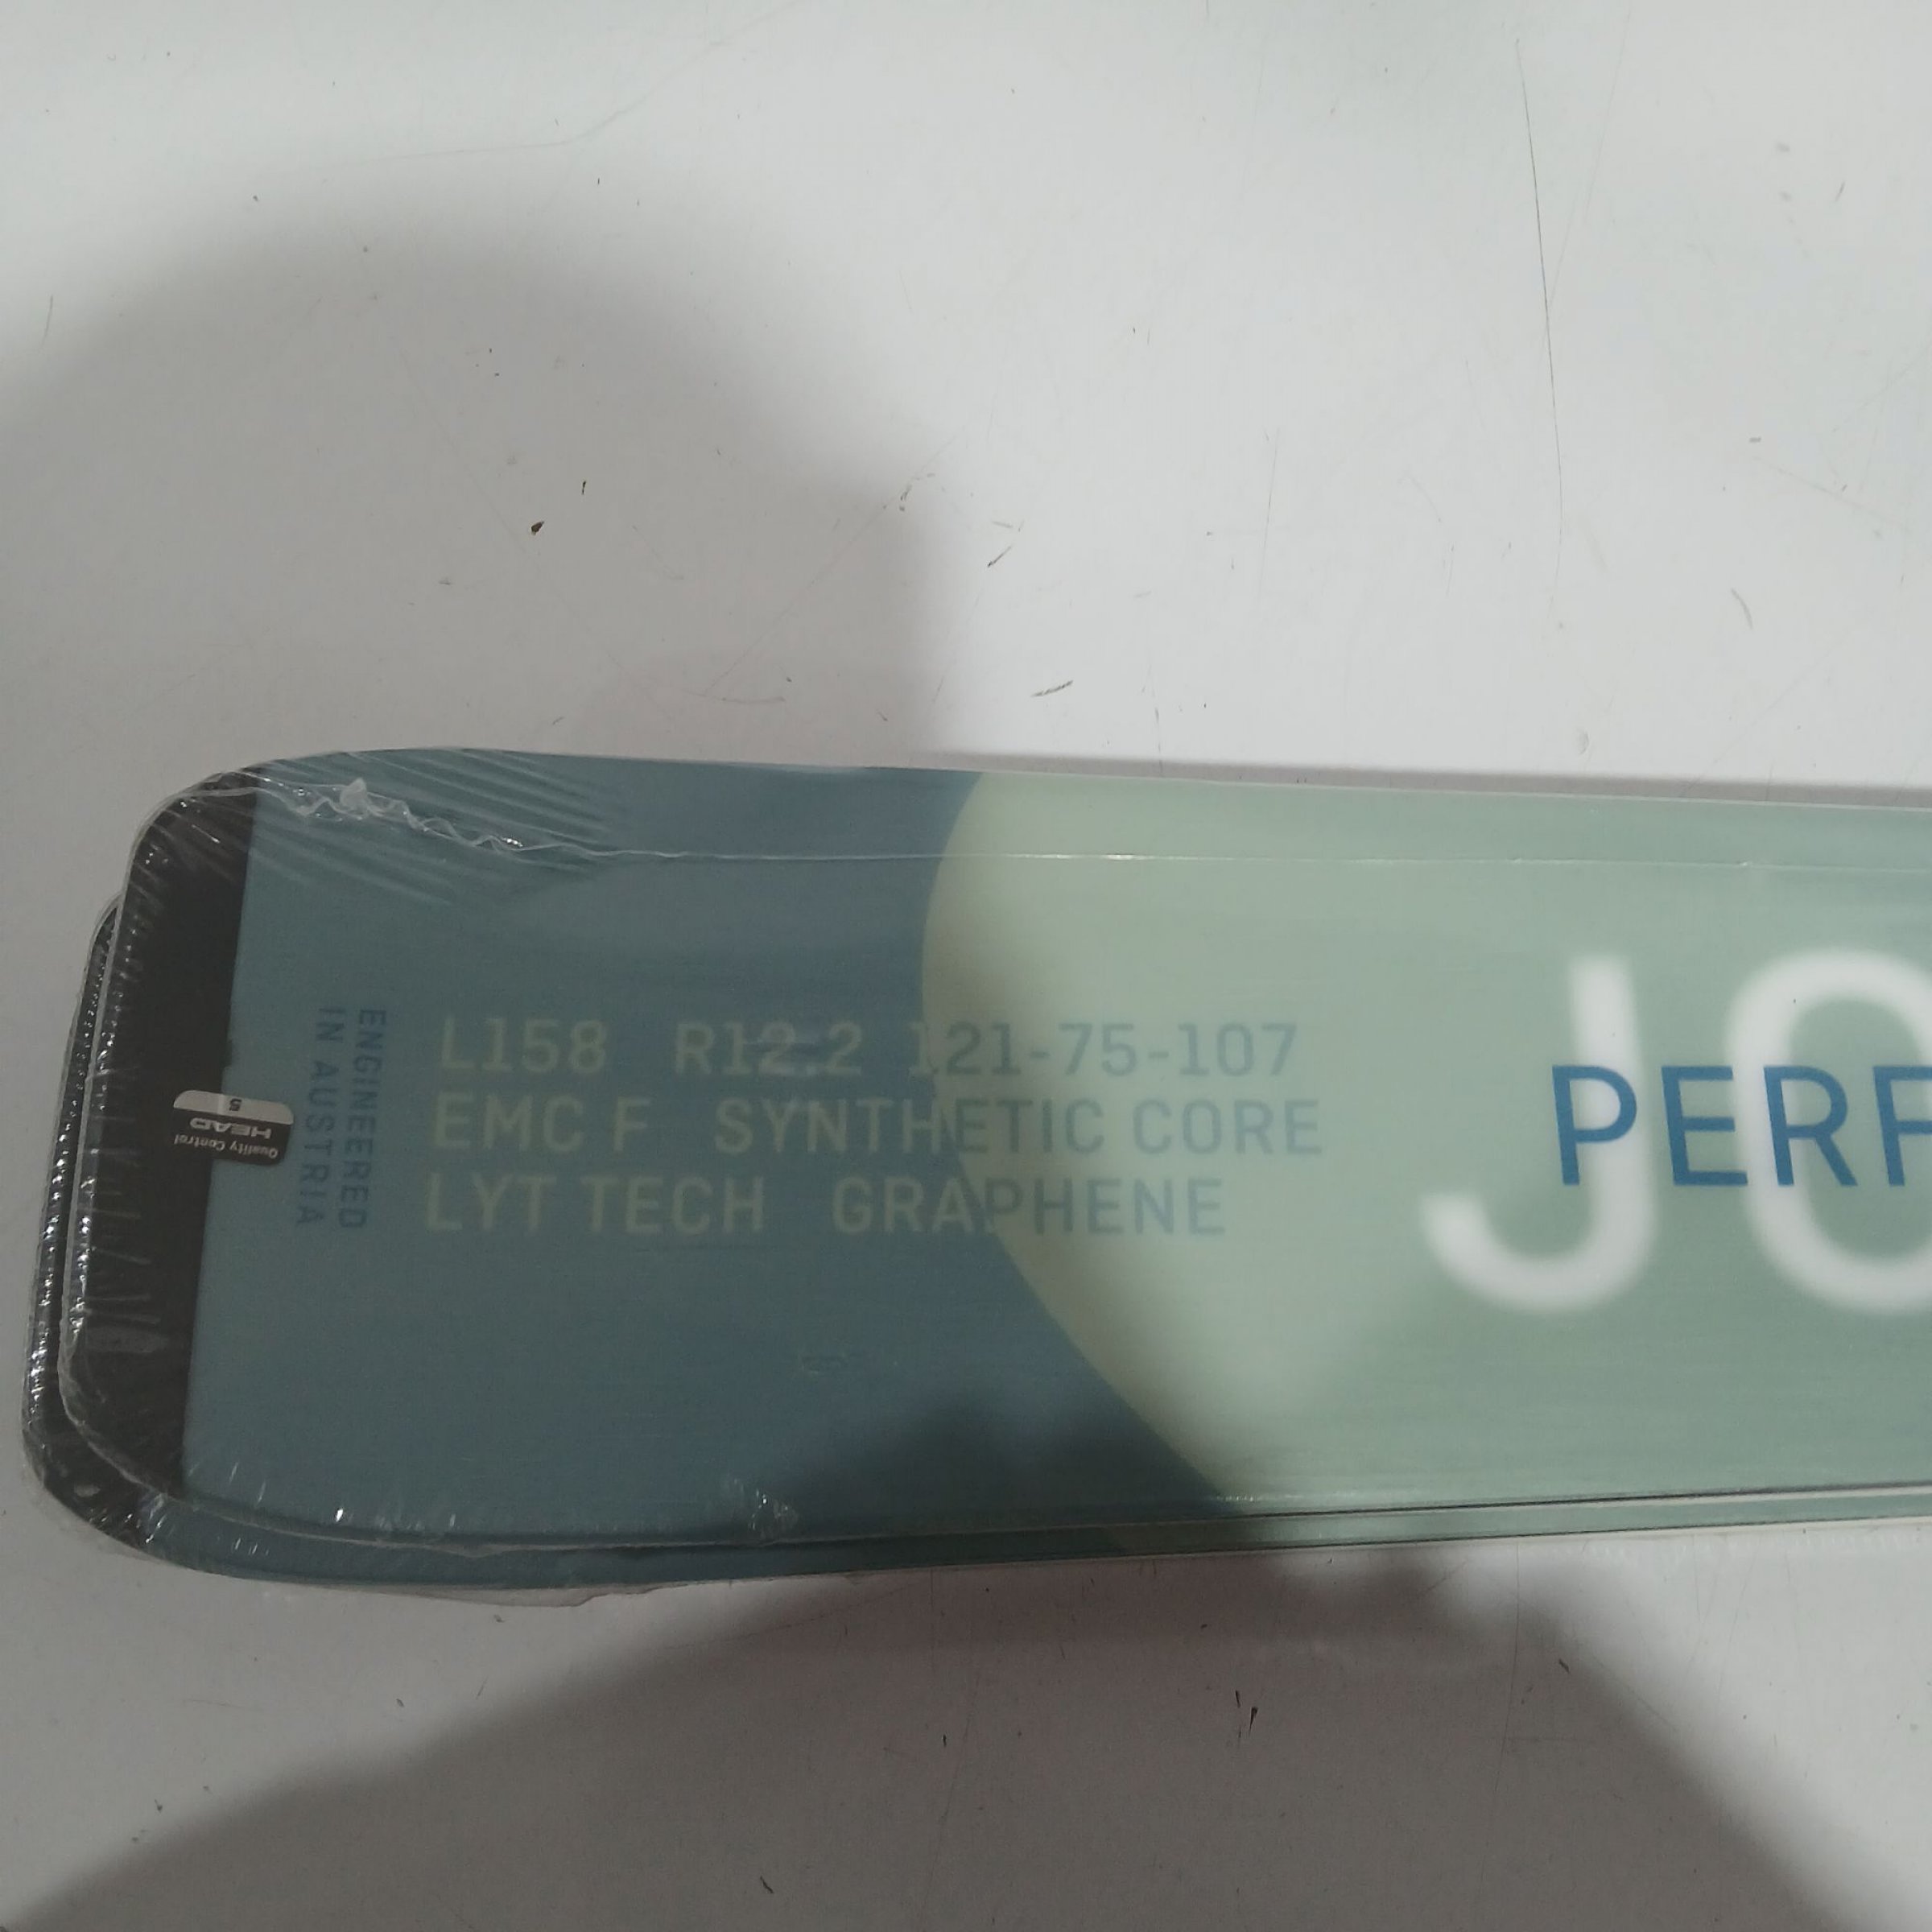 ENGINEERED
IN AUSTRIA
L158 R12.2 121-75-107
EMC F SYNTHETIC CORE
LYT TECH GRAPHENE
JO
PERF
Quality Control
HEAD
5